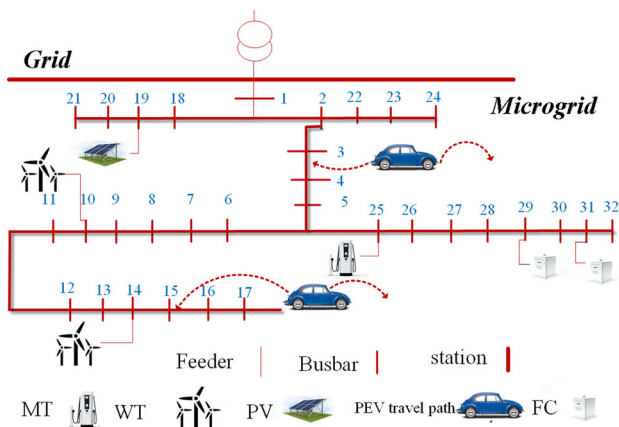 Grid
Microgrid
21 20 19 18 1 2 22 23 24
3
4
5
11 10 9 8 7 6
25 26 27 28 29 30 31 32
12 13 14 15 16 17
Feeder Busbar station
MT WT PV PEV travel path FC